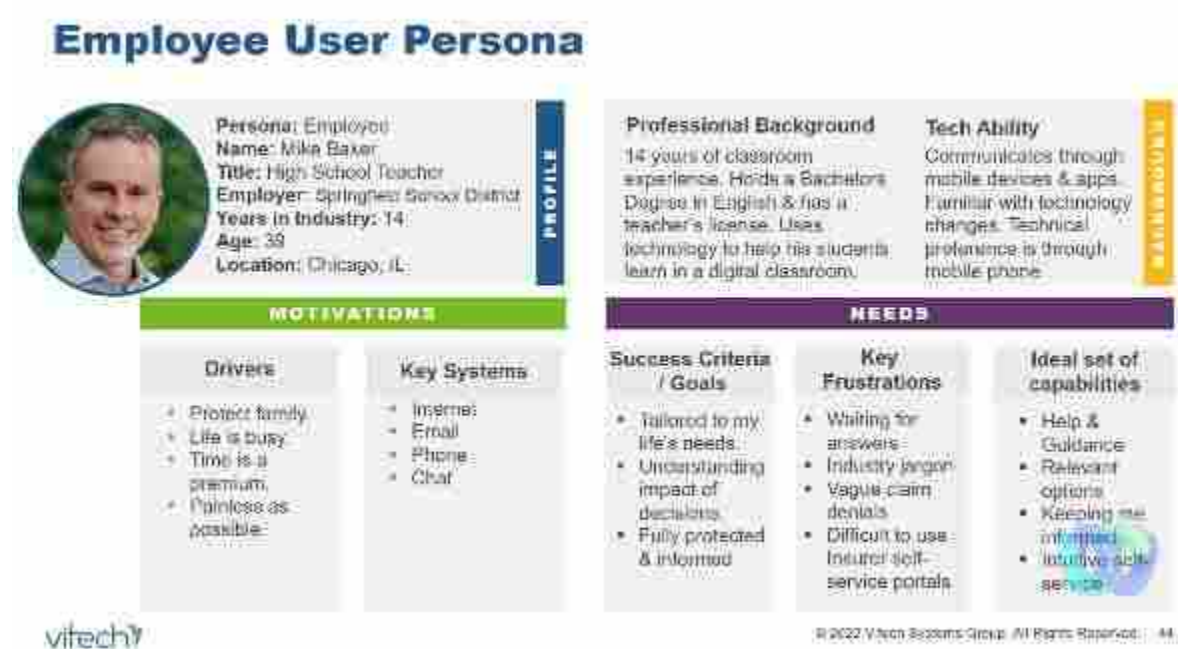 Employee User Persona
Persona: Employee
Name: Mike Baker
Title: High School Teacher
Employer: Springfield School District
Years in Industry: 14
Age: 39
Location: Chicago, IL
PROFILE
Professional Background
14 years of classroom
experience. Holds a Bachelors
Degree in English & has a
teacher's license. Uses
technology to help his students
learn in a digital classroom.
Tech Ability
Communicates through
mobile devices & apps.
Familiar with technology
changes. Technical
preference is through
mobile phone
BACKGROUND
MOTIVATIONS
Drivers
• Protect family.
• Life is busy
• Time is a
premium.
• Painless as
possible.
Key Systems
• Internet
• Email
• Phone
• Chat
NEEDS
Success Criteria
/ Goals
• Tailored to my
life's needs.
• Understanding
impact of
decisions
• Fully protected
& informed
Key
Frustrations
• Waiting for
answers
• Industry jargon
• Vague claim
denials
• Difficult to use
Insurer self-
service portals
Ideal set of
capabilities
• Help &
Guidance
• Relevant
options
• Keeping me
informed
• Intuitive self-
service
vitech
© 2022 Vitech Systems Group. All Rights Reserved. 44